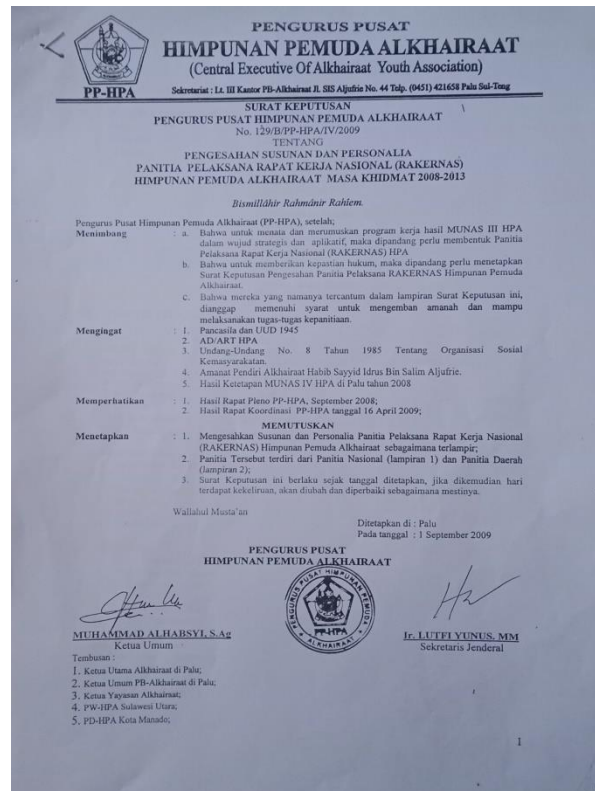 PENGURUS PUSAT
HIMPUNAN PEMUDA ALKHAIRAAT
(Central Executive Of Alkhairaat Youth Association)
PP-HPA
Sekretariat : Lt. III Kantor PB-Alkhairaat Jl. SIS Aljufrie No. 44 Telp. (0451) 421658 Palu Sul-Teng
SURAT KEPUTUSAN
PENGURUS PUSAT HIMPUNAN PEMUDA ALKHAIRAAT
No. 129/B/PP-HPA/IV/2009
TENTANG
PENGESAHAN SUSUNAN DAN PERSONALIA
PANITIA PELAKSANA RAPAT KERJA NASIONAL (RAKERNAS)
HIMPUNAN PEMUDA ALKHAIRAAT MASA KHIDMAT 2008-2013
Bismillâhir Rahmânir Rahîem.
Pengurus Pusat Himpunan Pemuda Alkhairaat (PP-HPA), setelah;
Menimbang : a. Bahwa untuk menata dan merumuskan program kerja hasil MUNAS III HPA
dalam wujud strategis dan aplikatif, maka dipandang perlu membentuk Panitia
Pelaksana Rapat Kerja Nasional (RAKERNAS) HPA
b. Bahwa untuk memberikan kepastian hukum, maka dipandang perlu menetapkan
Surat Keputusan Pengesahan Panitia Pelaksana RAKERNAS Himpunan Pemuda
Alkhairaat.
c. Bahwa mereka yang namanya tercantum dalam lampiran Surat Keputusan ini,
dianggap memenuhi syarat untuk mengemban amanah dan mampu
melaksanakan tugas-tugas kepanitiaan.
Mengingat : 1. Pancasila dan UUD 1945
2. AD/ART HPA
3. Undang-Undang No. 8 Tahun 1985 Tentang Organisasi Sosial
Kemasyarakatan.
4. Amanat Pendiri Alkhairaat Habib Sayyid Idrus Bin Salim Aljufrie.
5. Hasil Ketetapan MUNAS IV HPA di Palu tahun 2008
Memperhatikan : 1. Hasil Rapat Pleno PP-HPA, September 2008;
2. Hasil Rapat Koordinasi PP-HPA tanggal 16 April 2009;
MEMUTUSKAN
Menetapkan : 1. Mengesahkan Susunan dan Personalia Panitia Pelaksana Rapat Kerja Nasional
(RAKERNAS) Himpunan Pemuda Alkhairaat sebagaimana terlampir;
2. Panitia Tersebut terdiri dari Panitia Nasional (lampiran 1) dan Panitia Daerah
(lampiran 2);
3. Surat Keputusan ini berlaku sejak tanggal ditetapkan, jika dikemudian hari
terdapat kekeliruan, akan diubah dan diperbaiki sebagaimana mestinya.
Wallahul Musta'an
Ditetapkan di : Palu
Pada tanggal : 1 September 2009
PENGURUS PUSAT
HIMPUNAN PEMUDA ALKHAIRAAT
PENGURUS PUSAT HIMPUNAN PEMUDA
PP-HPA
ALKHAIRAAT
MUHAMMAD ALHABSYI, S.Ag
Ketua Umum
Ir. LUTFI YUNUS, MM
Sekretaris Jenderal
Tembusan :
1. Ketua Utama Alkhairaat di Palu;
2. Ketua Umum PB-Alkhairaat di Palu;
3. Ketua Yayasan Alkhairaat;
4. PW-HPA Sulawesi Utara;
5. PD-HPA Kota Manado;
1